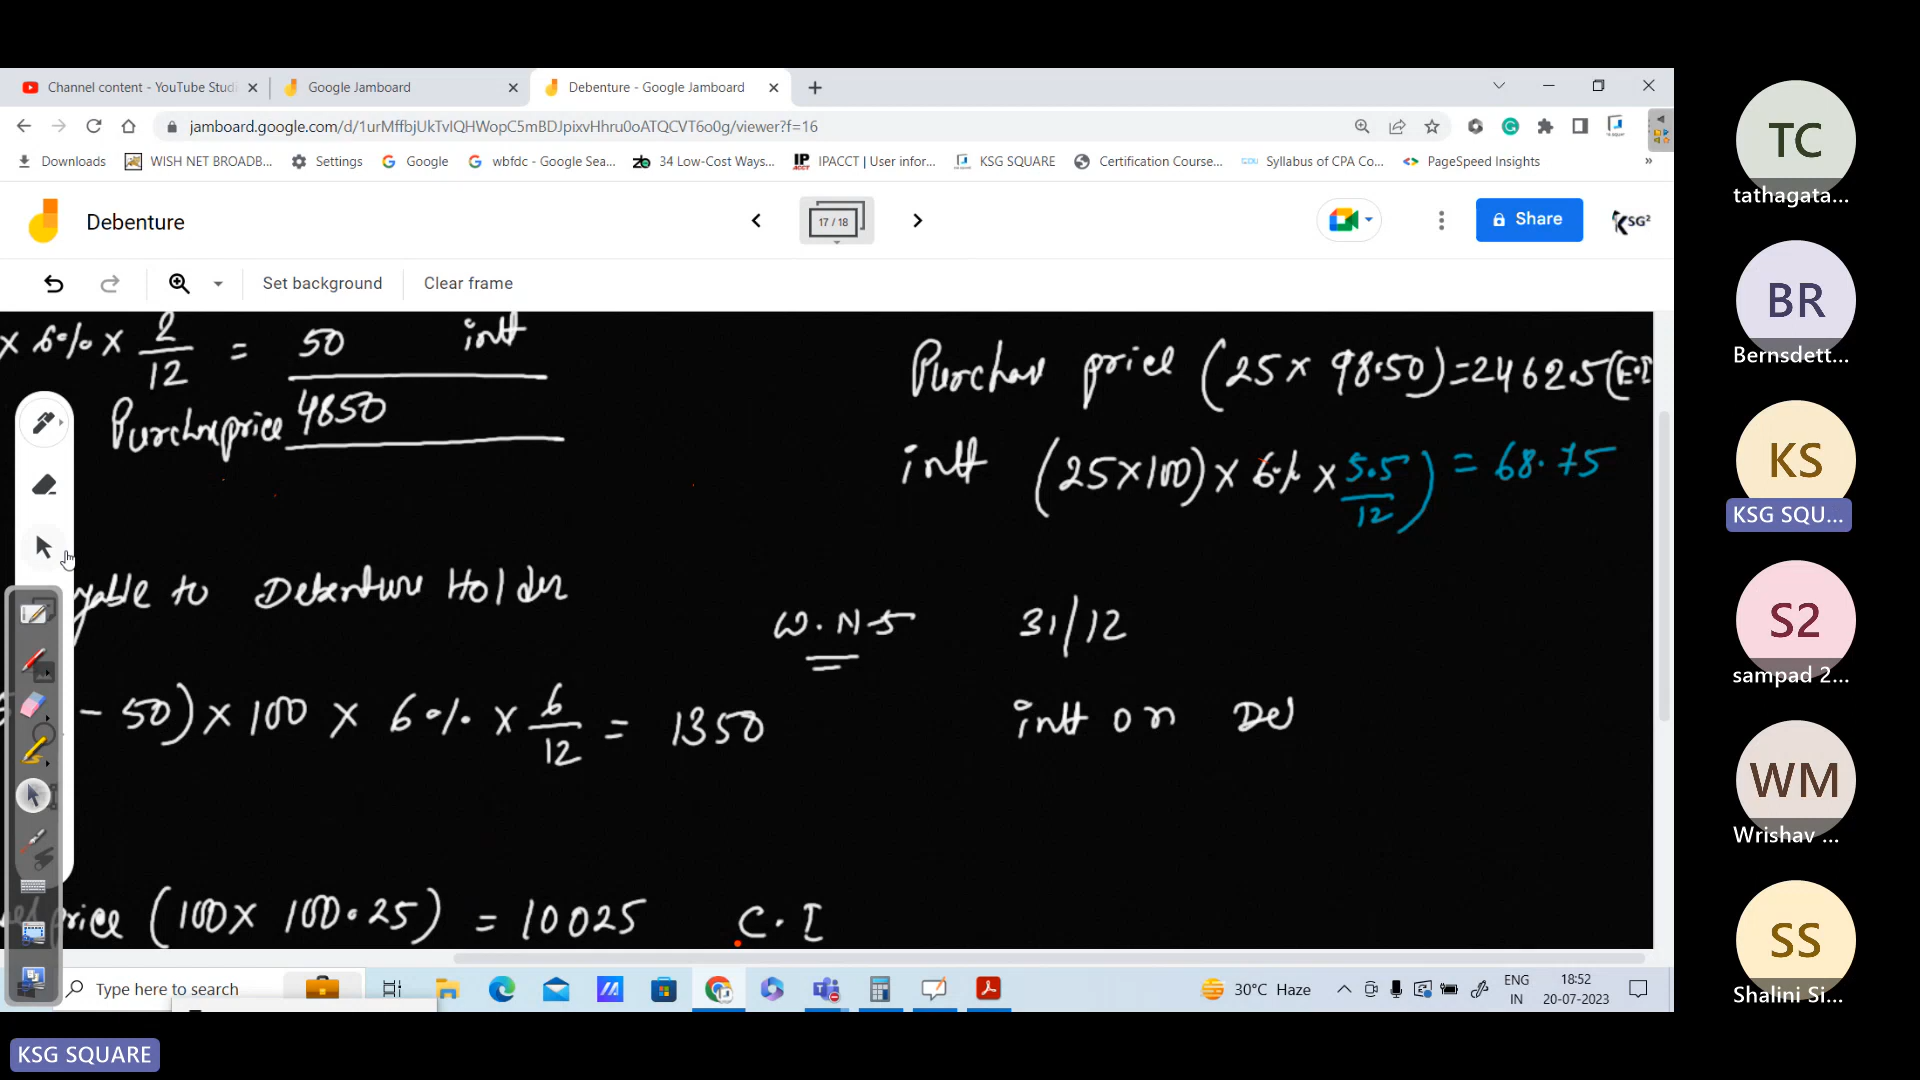 Channel content - YouTube Studi
Google Jamboard
Debenture - Google Jamboard
jamboard.google.com/d/1urMffbjUkTvIQHWopC5mBDJpixvHhru0oATQCVT6o0g/viewer?f=16
Downloads WISH NET BROADB... Settings Google wbfdc - Google Sea... 34 Low-Cost Ways... IPACCT | User infor... KSG SQUARE Certification Course... Syllabus of CPA Co... PageSpeed Insights »
Debenture
17 / 18
Share
KSG²
Set background
Clear frame
x 6% x 2/12 = 50 intt
Purchase price 4850
Purchase price (25 x 98.50) = 2462.5 (E.I
intt (25x100) x 6% x 5.5/12) = 68.75
yable to Debenture Holder
W.N-5 31/12
- 50) x 100 x 6% x 6/12 = 1350
intt on De
price (100x 100.25) = 10025 C.I
Type here to search
30°C Haze
ENG
IN
18:52
20-07-2023
TC
tathagata...
BR
Bernsdett...
KS
KSG SQU...
S2
sampad 2...
WM
Wrishav ...
SS
Shalini Si...
KSG SQUARE